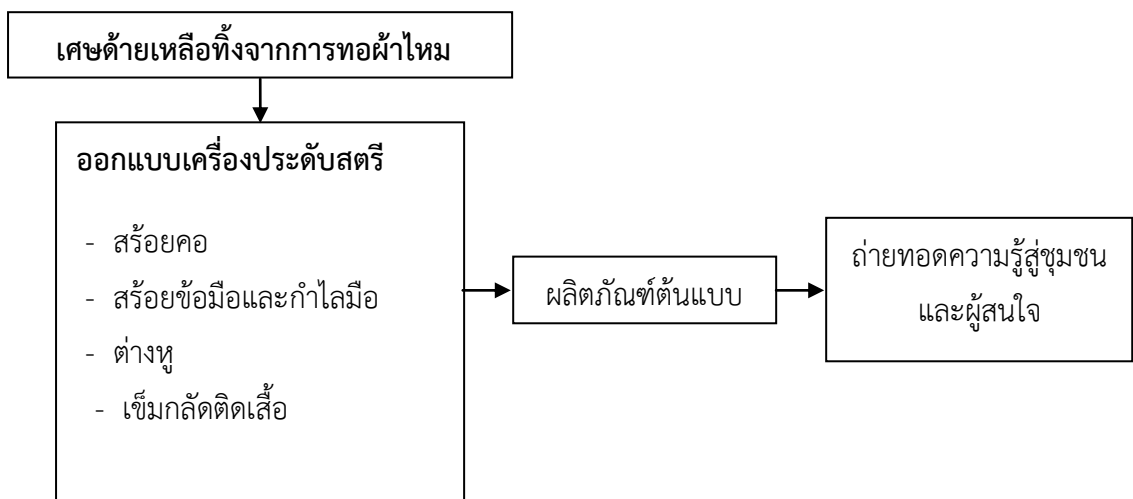 เศษด้ายเหลือทิ้งจากการทอผ้าไหม
ออกแบบเครื่องประดับสตรี
- สร้อยคอ
- สร้อยข้อมือและกำไลมือ
- ต่างหู
- เข็มกลัดติดเสื้อ
ผลิตภัณฑ์ต้นแบบ
ถ่ายทอดความรู้สู่ชุมชน
และผู้สนใจ